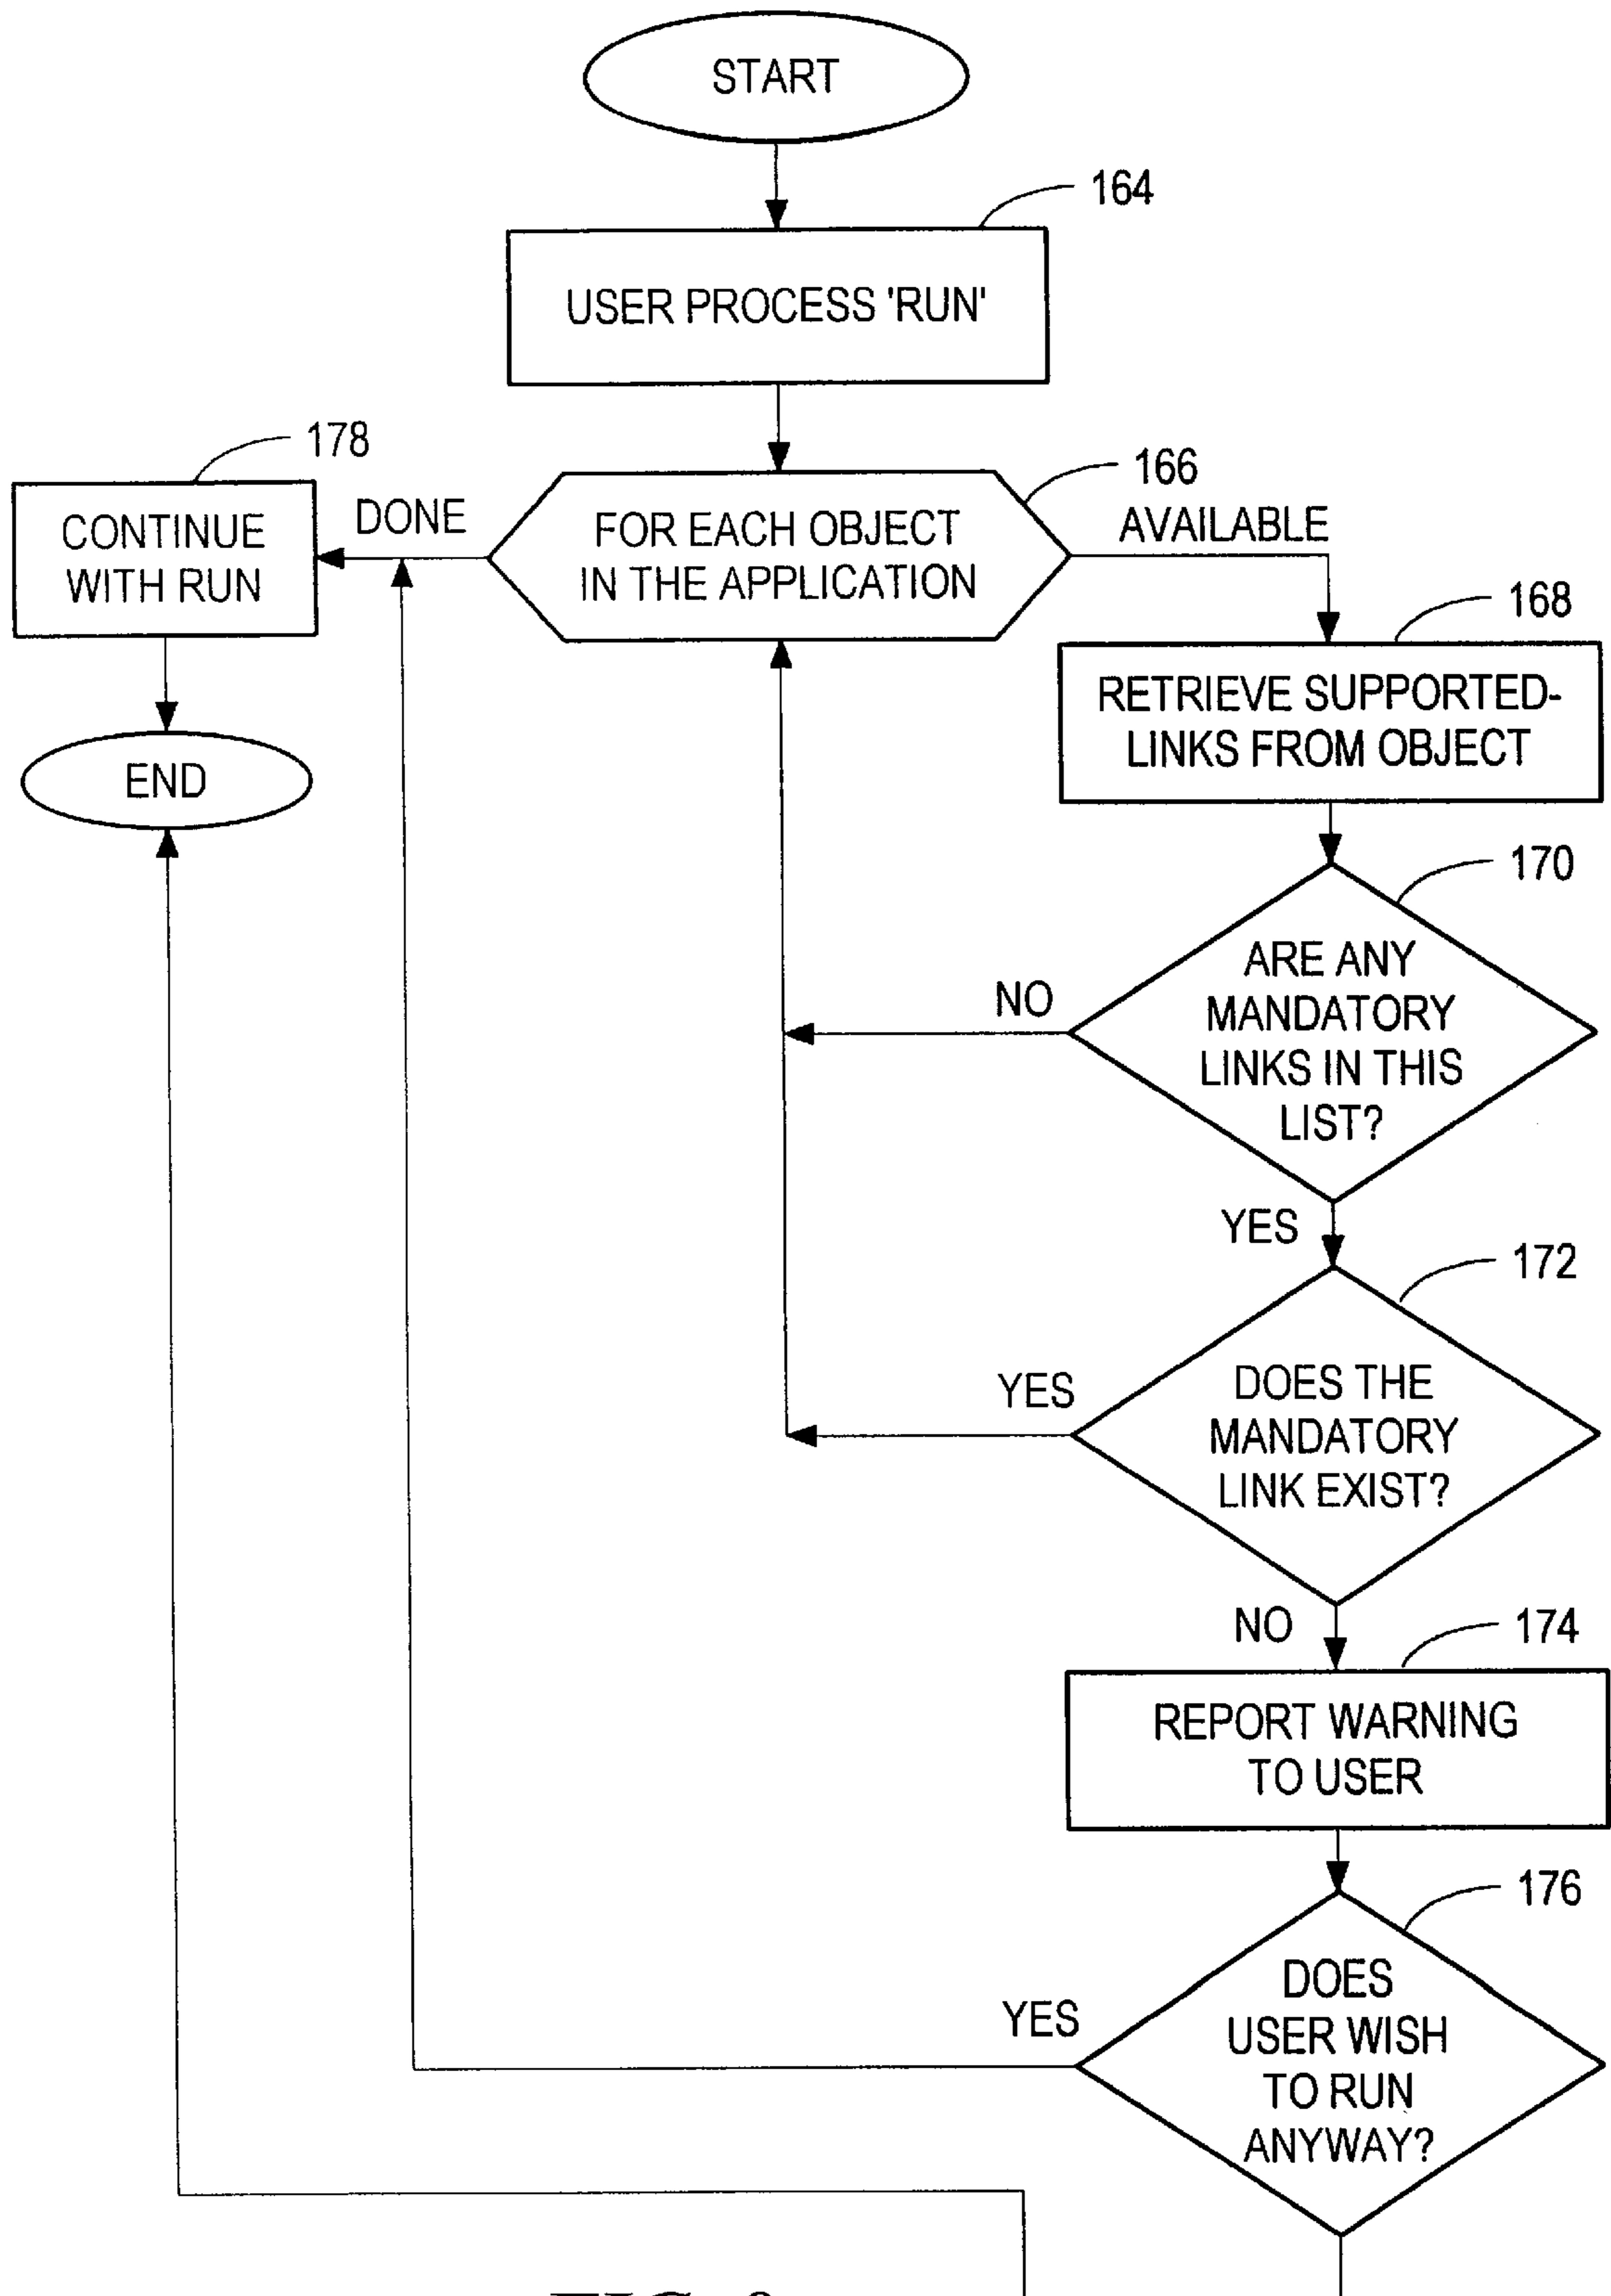 START
164
USER PROCESS 'RUN'
178
166
CONTINUE
WITH RUN
DONE
FOR EACH OBJECT
IN THE APPLICATION
AVAILABLE
168
RETRIEVE SUPPORTED-
LINKS FROM OBJECT
END
170
ARE ANY
MANDATORY
LINKS IN THIS
LIST?
NO
YES
172
DOES THE
MANDATORY
LINK EXIST?
YES
NO
174
REPORT WARNING
TO USER
176
DOES
USER WISH
TO RUN
ANYWAY?
YES